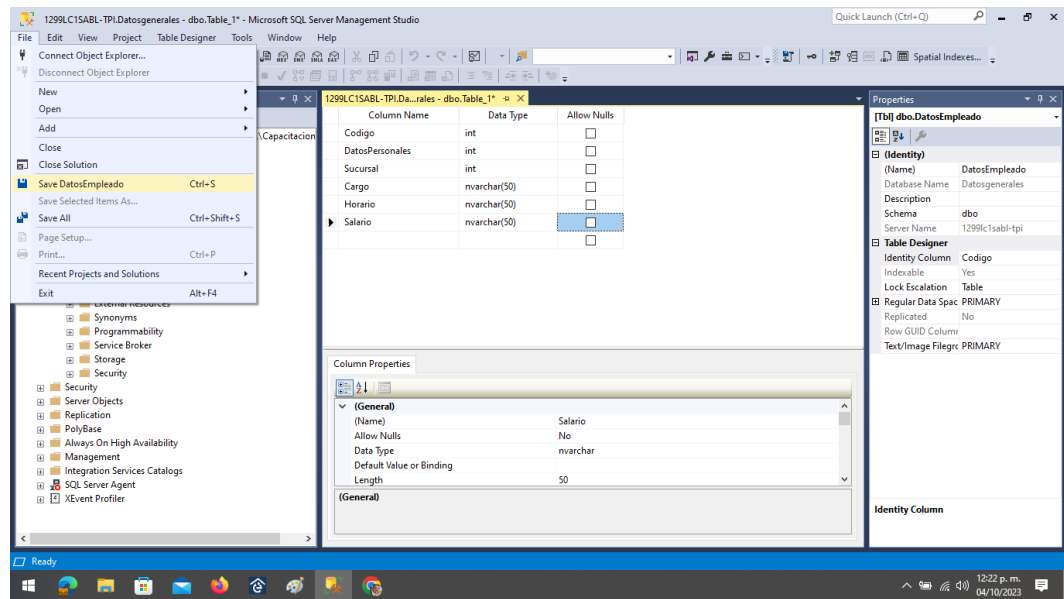 1299LC1SABL-TPI.Datosgenerales - dbo.Table_1* - Microsoft SQL Server Management Studio
Quick Launch (Ctrl+Q)
File Edit View Project Table Designer Tools Window Help
Spatial Indexes...
Connect Object Explorer...
Disconnect Object Explorer
New
Open
Add
Close
Close Solution
Save DatosEmpleado Ctrl+S
Save Selected Items As...
Save All Ctrl+Shift+S
Page Setup...
Print... Ctrl+P
Recent Projects and Solutions
Exit Alt+F4
\Capacitacion
External Resources
Synonyms
Programmability
Service Broker
Storage
Security
Security
Server Objects
Replication
PolyBase
Always On High Availability
Management
Integration Services Catalogs
SQL Server Agent
XEvent Profiler
1299LC1SABL-TPI.Da...rales - dbo.Table_1*
Column Name Data Type Allow Nulls
Codigo int
DatosPersonales int
Sucursal int
Cargo nvarchar(50)
Horario nvarchar(50)
Salario nvarchar(50)
Column Properties
(General)
(Name) Salario
Allow Nulls No
Data Type nvarchar
Default Value or Binding
Length 50
(General)
Properties
[Tbl] dbo.DatosEmpleado
(Identity)
(Name) DatosEmpleado
Database Name Datosgenerales
Description
Schema dbo
Server Name 1299lc1sabl-tpi
Table Designer
Identity Column Codigo
Indexable Yes
Lock Escalation Table
Regular Data Spac PRIMARY
Replicated No
Row GUID Colum
Text/Image Filegrc PRIMARY
Identity Column
Ready
12:22 p. m.
04/10/2023